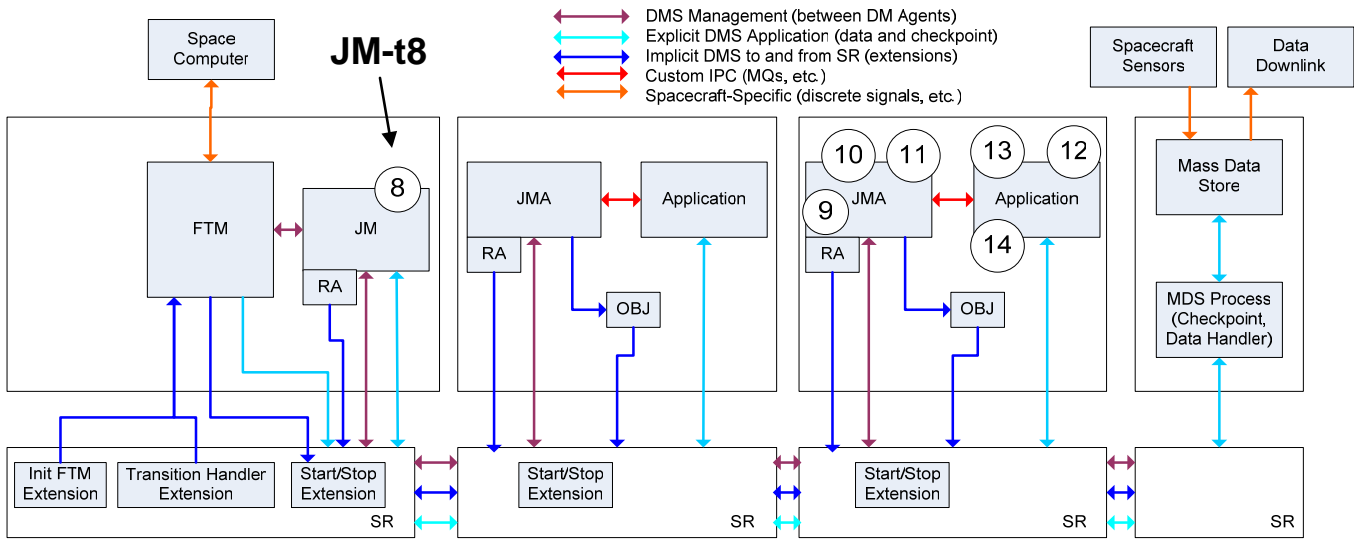 DMS Management (between DM Agents)
Explicit DMS Application (data and checkpoint)
Implicit DMS to and from SR (extensions)
Custom IPC (MQs, etc.)
Spacecraft-Specific (discrete signals, etc.)
Space
Computer
JM-t8
Spacecraft
Sensors
Data
Downlink
FTM
8
JM
RA
JMA
Application
RA
OBJ
10
11
9
JMA
RA
OBJ
13
12
Application
14
Mass Data
Store
MDS Process
(Checkpoint,
Data Handler)
Init FTM
Extension
Transition Handler
Extension
Start/Stop
Extension
SR
Start/Stop
Extension
SR
Start/Stop
Extension
SR
SR